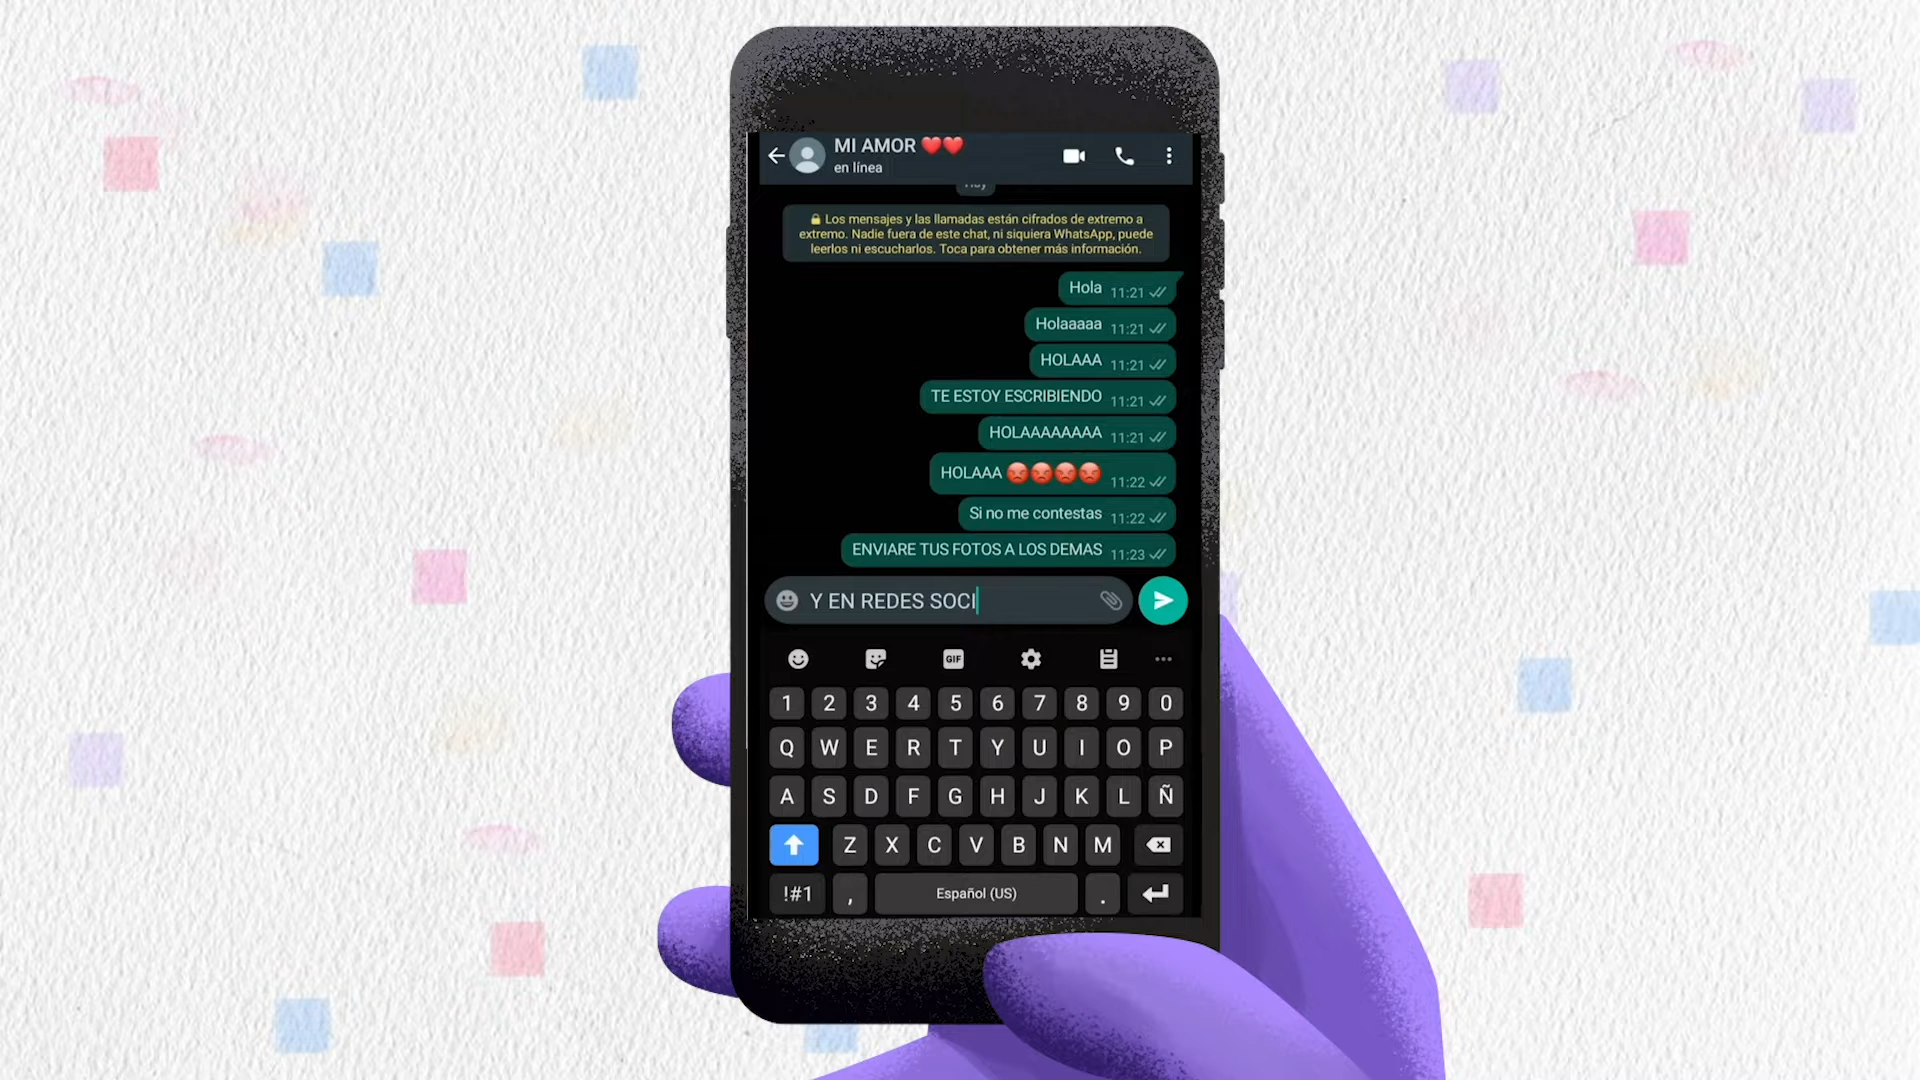 MI AMOR ❤️❤️
en línea
Hoy
🔒 Los mensajes y las llamadas están cifrados de extremo a
extremo. Nadie fuera de este chat, ni siquiera WhatsApp, puede
leerlos ni escucharlos. Toca para obtener más información.
Hola 11:21
Holaaaaa 11:21
HOLAAA 11:21
TE ESTOY ESCRIBIENDO 11:21
HOLAAAAAAAA 11:21
HOLAAA 😡😡😡😡 11:22
Si no me contestas 11:22
ENVIARE TUS FOTOS A LOS DEMAS 11:23
Y EN REDES SOCI
GIF
1 2 3 4 5 6 7 8 9 0
Q W E R T Y U I O P
A S D F G H J K L Ñ
Z X C V B N M
!#1 , Español (US) .